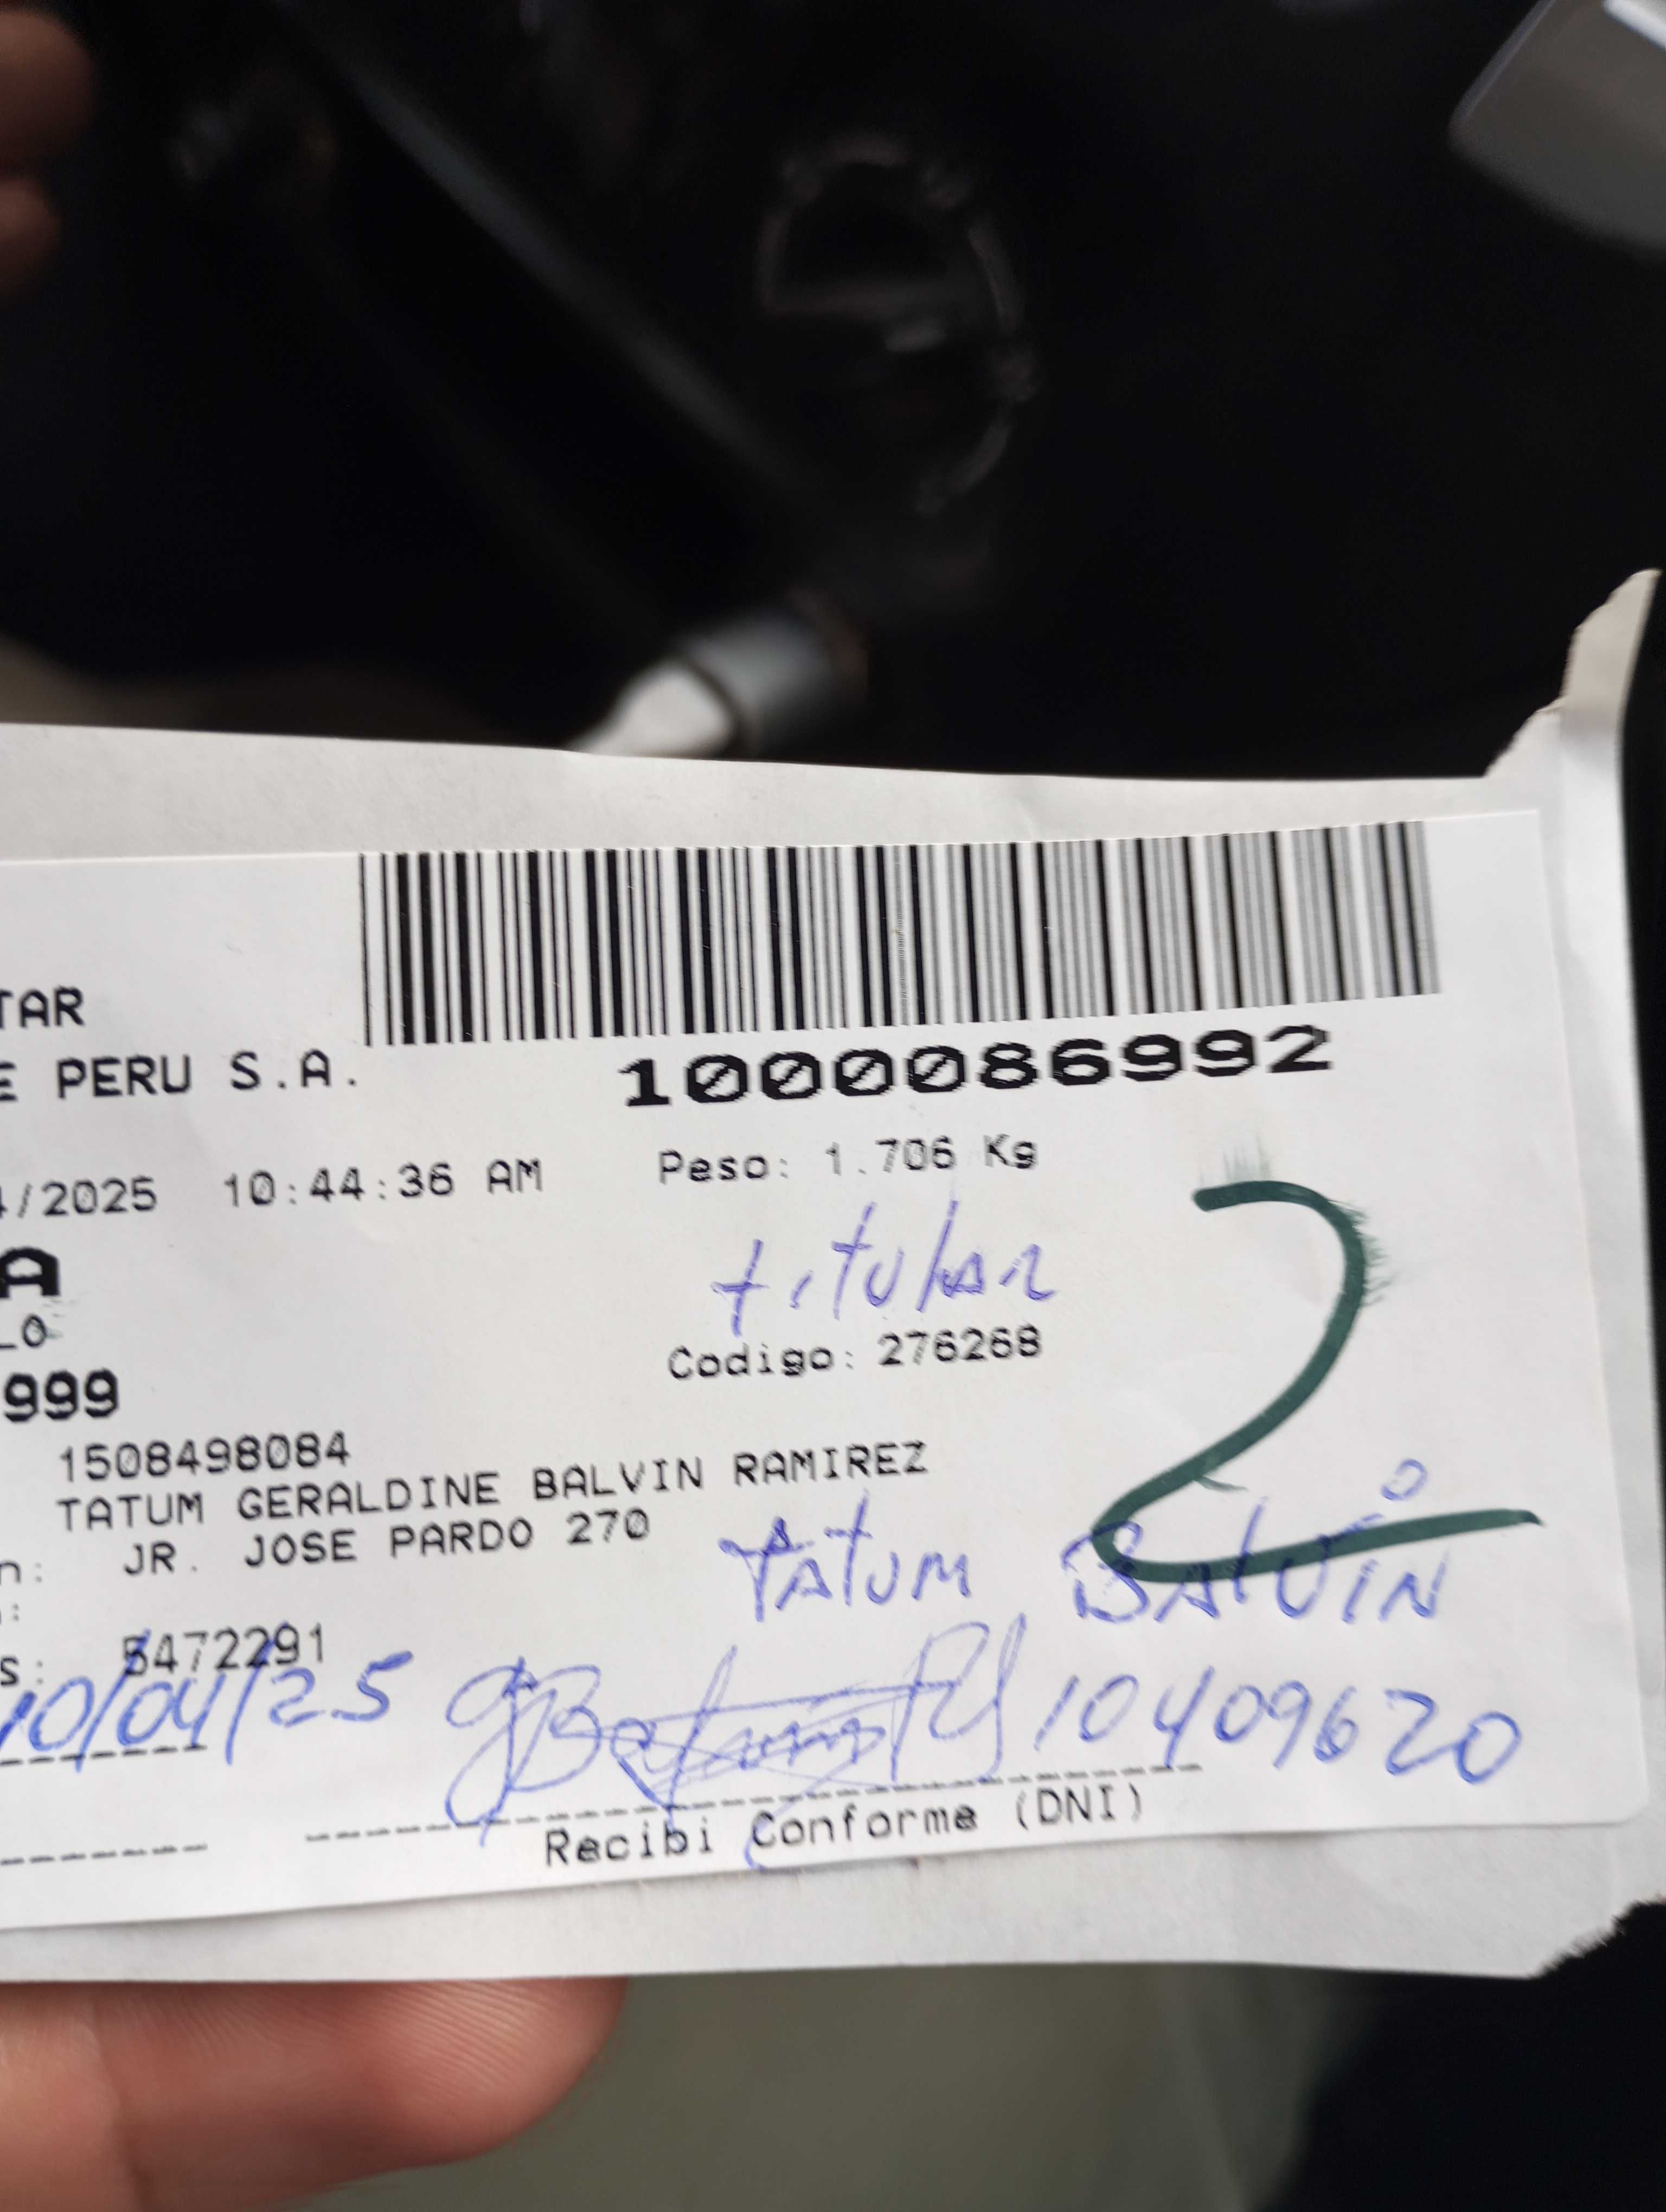 TAR
E PERU S.A.
1000086992
4/2025 10:44:36 AM Peso: 1.706 Kg
A
titular
LO
Codigo: 276268
999
1508498084
TATUM GERALDINE BALVIN RAMIREZ
n: JR. JOSE PARDO 270
2
Tatum Balvin
:
s: 5472291
10/04/25 10409620
Recibi Conforme (DNI)